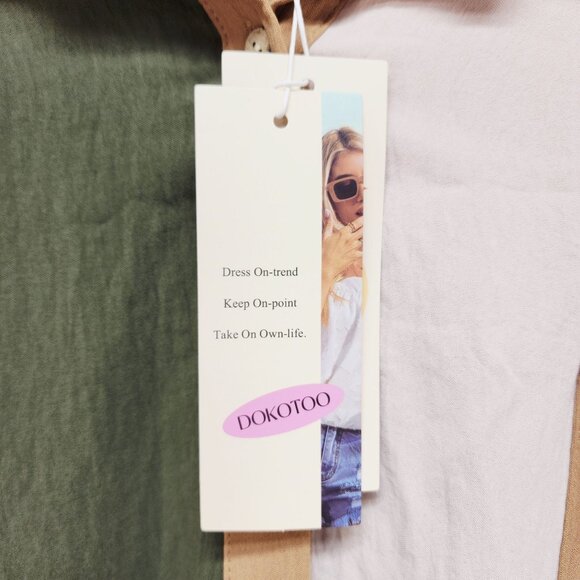 Dress On-trend
Keep On-point
Take On Own-life.
DOKOTOO